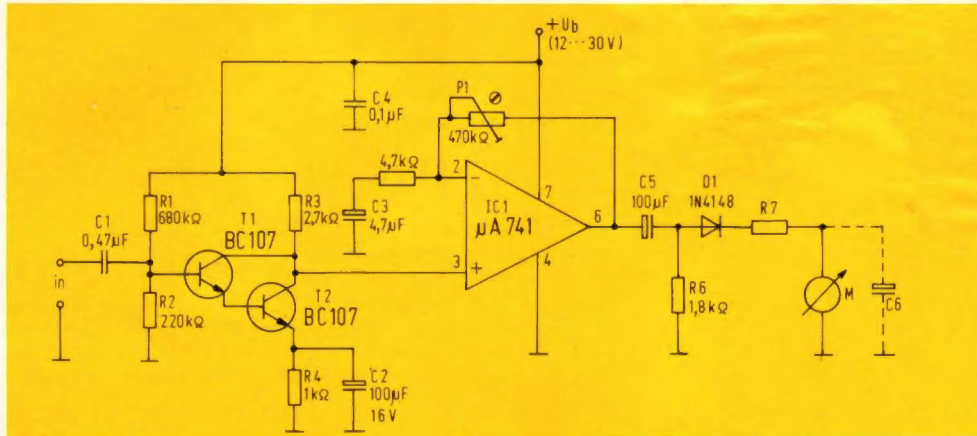 +Ub
(12...30V)
C4
0,1µF
P1
470kΩ
4,7kΩ
C3
4,7µF
2
−
IC1
µA 741
7
6
4
3
+
C5
100µF
D1
1N4148
R7
R6
1,8kΩ
M
C6
R1
680kΩ
R3
2,7kΩ
T1
BC107
C1
0,47µF
in
R2
220kΩ
T2
BC107
R4
1kΩ
C2
100µF
16V